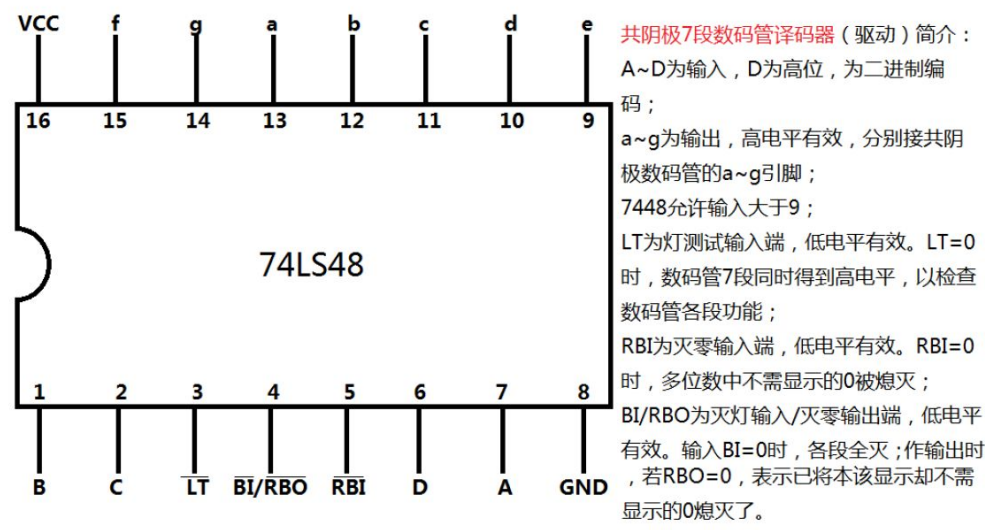 VCC f g a b c d e
16 15 14 13 12 11 10 9
74LS48
1 2 3 4 5 6 7 8
B C LT BI/RBO RBI D A GND
共阴极7段数码管译码器（驱动）简介：
A~D为输入，D为高位，为二进制编
码；
a~g为输出，高电平有效，分别接共阴
极数码管的a~g引脚；
7448允许输入大于9；
LT为灯测试输入端，低电平有效。LT=0
时，数码管7段同时得到高电平，以检查
数码管各段功能；
RBI为灭零输入端，低电平有效。RBI=0
时，多位数中不需显示的0被熄灭；
BI/RBO为灭灯输入/灭零输出端，低电平
有效。输入BI=0时，各段全灭；作输出时
，若RBO=0，表示已将本该显示却不需
显示的0熄灭了。